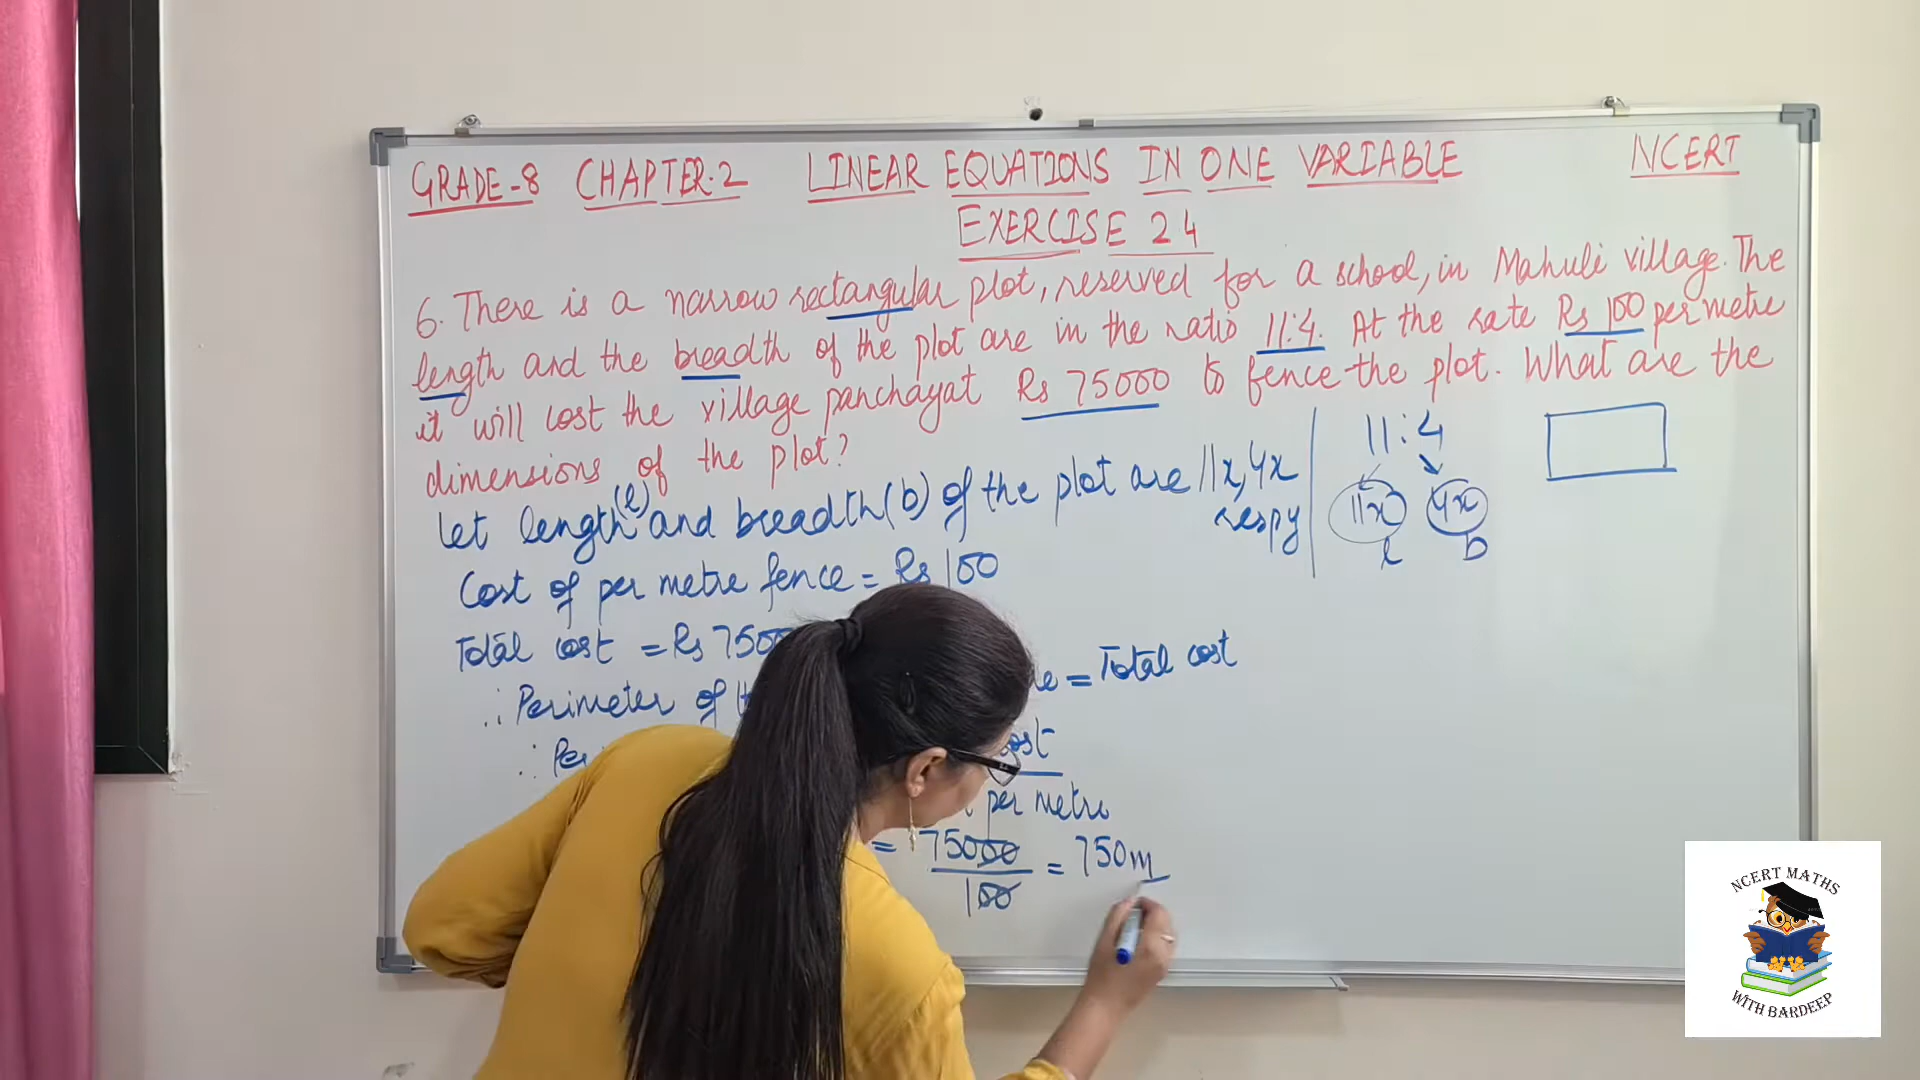 GRADE-8 CHAPTER.2 LINEAR EQUATIONS IN ONE VARIABLE NCERT
EXERCISE 24
6. There is a narrow rectangular plot, reserved for a school, in Mahuli village. The
length and the breadth of the plot are in the ratio 11:4. At the rate Rs 100 per metre
it will cost the village panchayat Rs 75000 to fence the plot. What are the
dimensions of the plot?
let length (l) and breadth (b) of the plot are 11x, 4x
respy
11:4
11x 4x
l b
Cost of per metre fence = Rs 100
Total cost = Rs 7500
∴ Perimeter of = Total cost
∴ Pe cost
per metre
= 75000
100
= 750m
NCERT MATHS
WITH BARDEEP